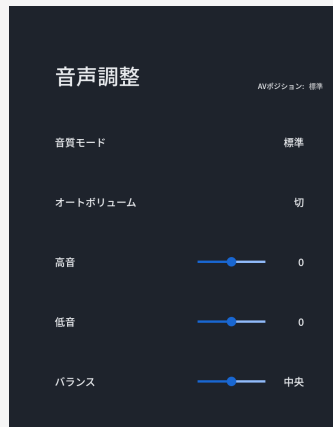 音声調整
AVポジション: 標準
音質モード 標準
オートボリューム 切
高音 0
低音 0
バランス 中央